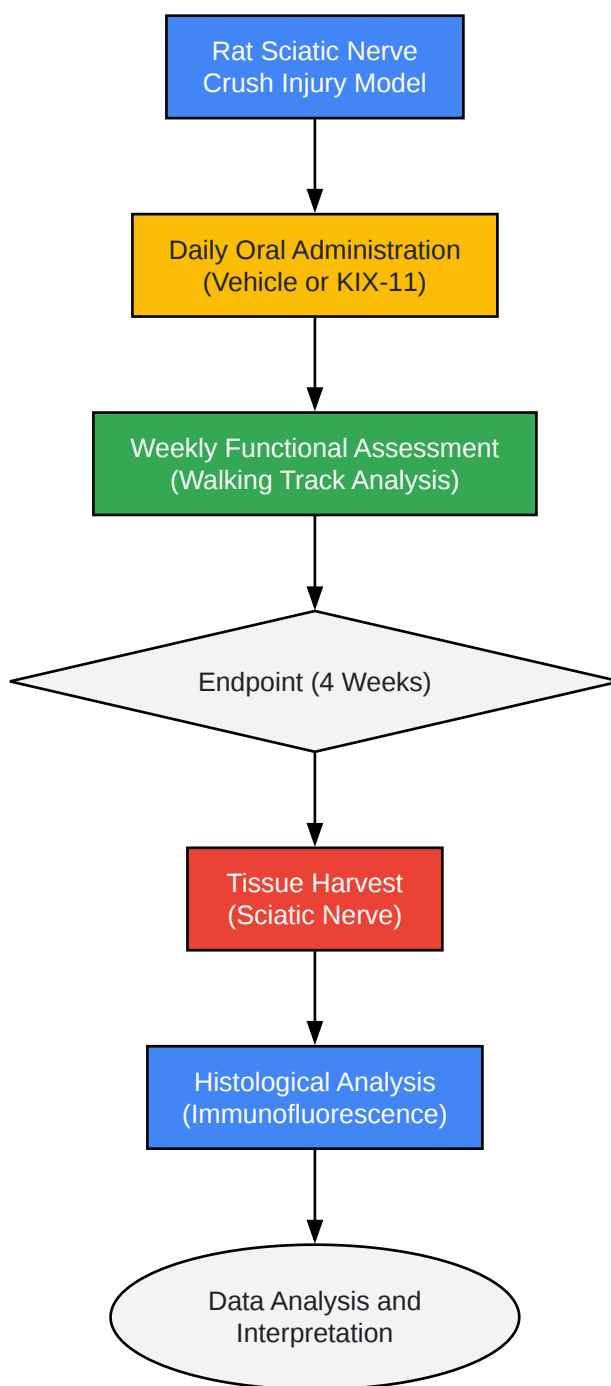 Rat Sciatic Nerve
Crush Injury Model
Daily Oral Administration
(Vehicle or KIX-11)
Weekly Functional Assessment
(Walking Track Analysis)
Endpoint (4 Weeks)
Tissue Harvest
(Sciatic Nerve)
Histological Analysis
(Immunofluorescence)
Data Analysis and
Interpretation